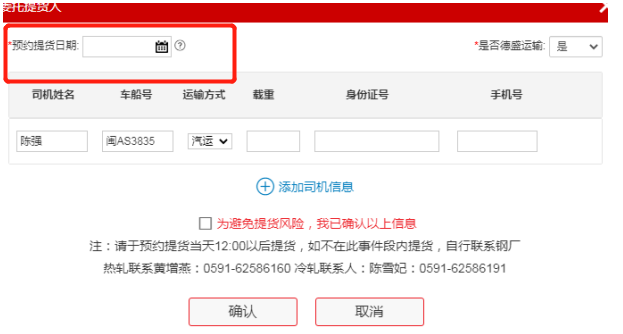 委托提货人
*预约提货日期: ?
*是否德盛运输: 是
司机姓名 车船号 运输方式 载重 身份证号 手机号
陈强 闽AS3835 汽运
添加司机信息
为避免提货风险，我已确认以上信息
注：请于预约提货当天12:00以后提货，如不在此事件段内提货，自行联系钢厂
热轧联系黄增燕：0591-62586160 冷轧联系人：陈雪妃：0591-62586191
确认 取消